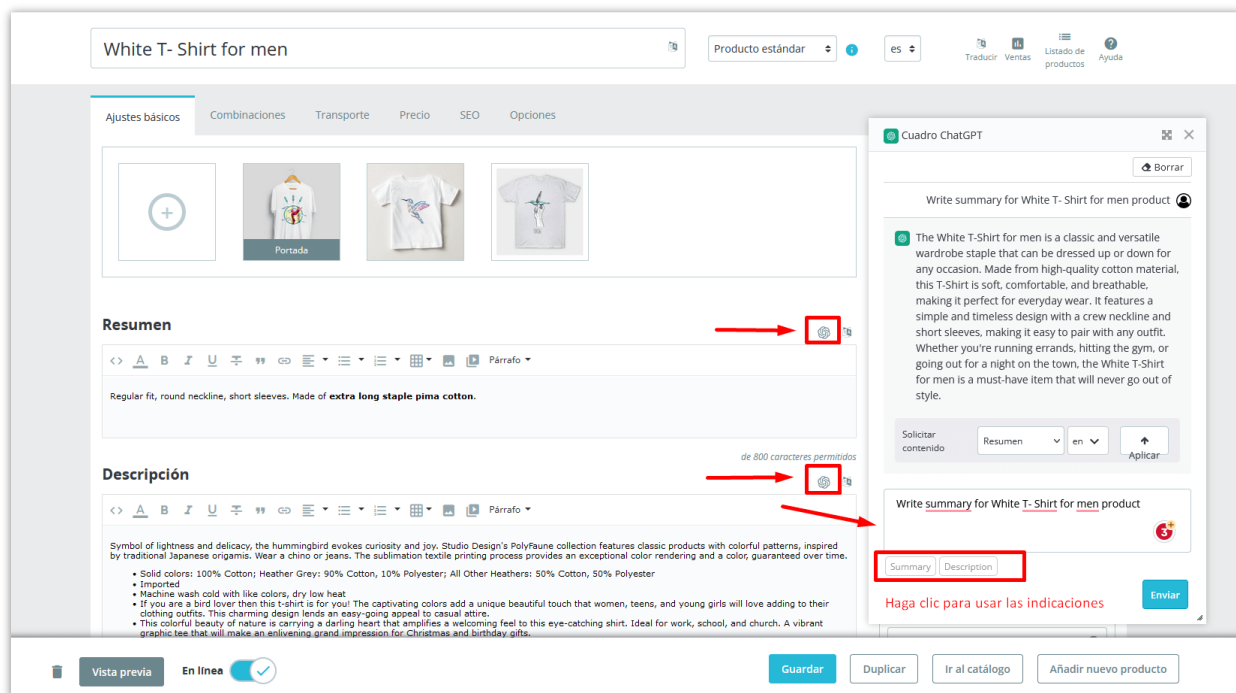 White T- Shirt for men
Producto estándar
es
Traducir
Ventas
Listado de
productos
Ayuda
Ajustes básicos
Combinaciones
Transporte
Precio
SEO
Opciones
Portada
Resumen
Párrafo
Regular fit, round neckline, short sleeves. Made of extra long staple pima cotton.
de 800 caracteres permitidos
Descripción
Párrafo
Symbol of lightness and delicacy, the hummingbird evokes curiosity and joy. Studio Design's PolyFaune collection features classic products with colorful patterns, inspired
by traditional Japanese origamis. Wear a chino or jeans. The sublimation textile printing process provides an exceptional color rendering and a color, guaranteed over time.
• Solid colors: 100% Cotton; Heather Grey: 90% Cotton, 10% Polyester; All Other Heathers: 50% Cotton, 50% Polyester
• Imported
• Machine wash cold with like colors, dry low heat
• If you are a bird lover then this t-shirt is for you! The captivating colors add a unique beautiful touch that women, teens, and young girls will love adding to their
clothing outfits. This charming design lends an easy-going appeal to casual attire.
• This colorful beauty of nature is carrying a darling heart that amplifies a welcoming feel to this eye-catching shirt. Ideal for work, school, and church. A vibrant
graphic tee that will make an enlivening grand impression for Christmas and birthday gifts.
Cuadro ChatGPT
Borrar
Write summary for White T- Shirt for men product
The White T-Shirt for men is a classic and versatile
wardrobe staple that can be dressed up or down for
any occasion. Made from high-quality cotton material,
this T-Shirt is soft, comfortable, and breathable,
making it perfect for everyday wear. It features a
simple and timeless design with a crew neckline and
short sleeves, making it easy to pair with any outfit.
Whether you're running errands, hitting the gym, or
going out for a night on the town, the White T-Shirt
for men is a must-have item that will never go out of
style.
Solicitar
contenido
Resumen
en
Aplicar
Write summary for White T- Shirt for men product
3
Summary
Description
Haga clic para usar las indicaciones
Enviar
Vista previa
En línea
Guardar
Duplicar
Ir al catálogo
Añadir nuevo producto